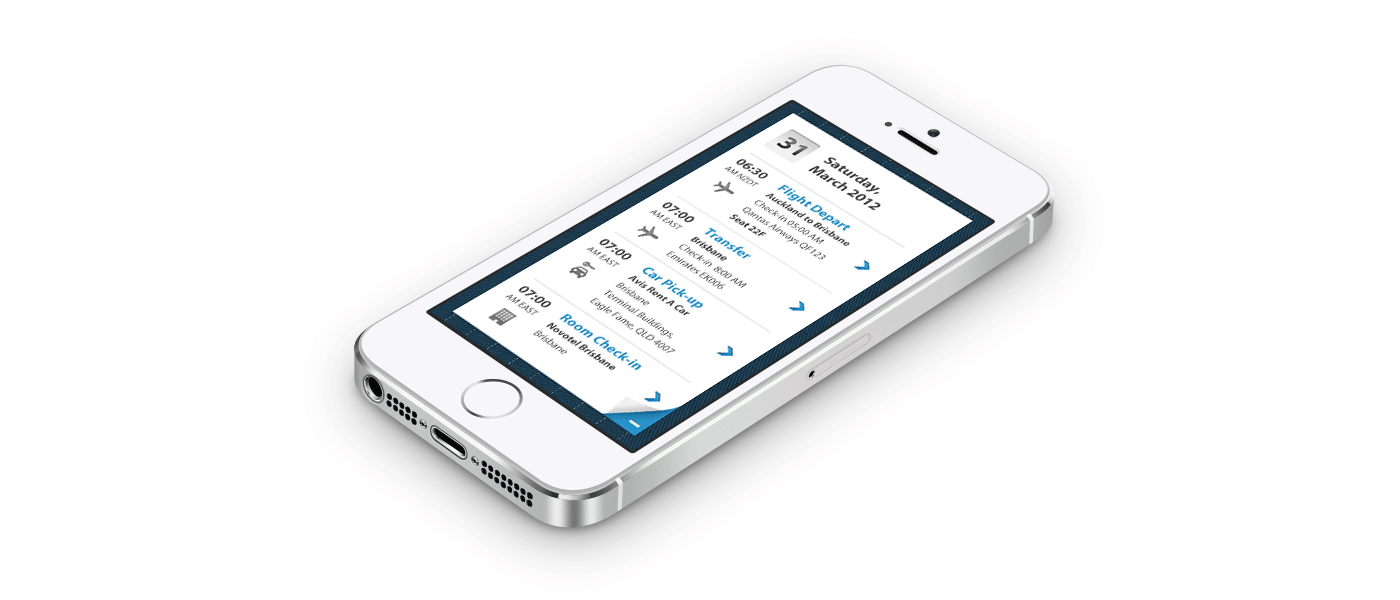 31
Saturday,
March 2012
06:30
AM NZDT
Flight Depart
Auckland to Brisbane
Check-in 05:00 AM
Qantas Airways QF123
Seat 22F
07:00
AM EAST
Transfer
Brisbane
Check-in 8:00 AM
Emirates EK006
07:00
AM EAST
Car Pick-up
Avis Rent A Car
Brisbane
Terminal Buildings,
Eagle Fame, QLD 4007
07:00
AM EAST
Room Check-in
Novotel Brisbane
Brisbane